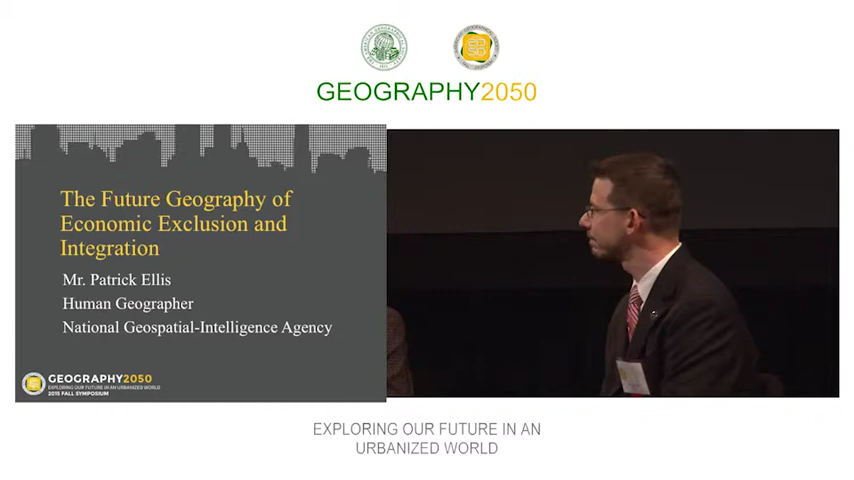 GEOGRAPHY2050
The Future Geography of
Economic Exclusion and
Integration
Mr. Patrick Ellis
Human Geographer
National Geospatial-Intelligence Agency
GEOGRAPHY2050
EXPLORING OUR FUTURE IN AN URBANIZED WORLD
2015 FALL SYMPOSIUM
EXPLORING OUR FUTURE IN AN
URBANIZED WORLD